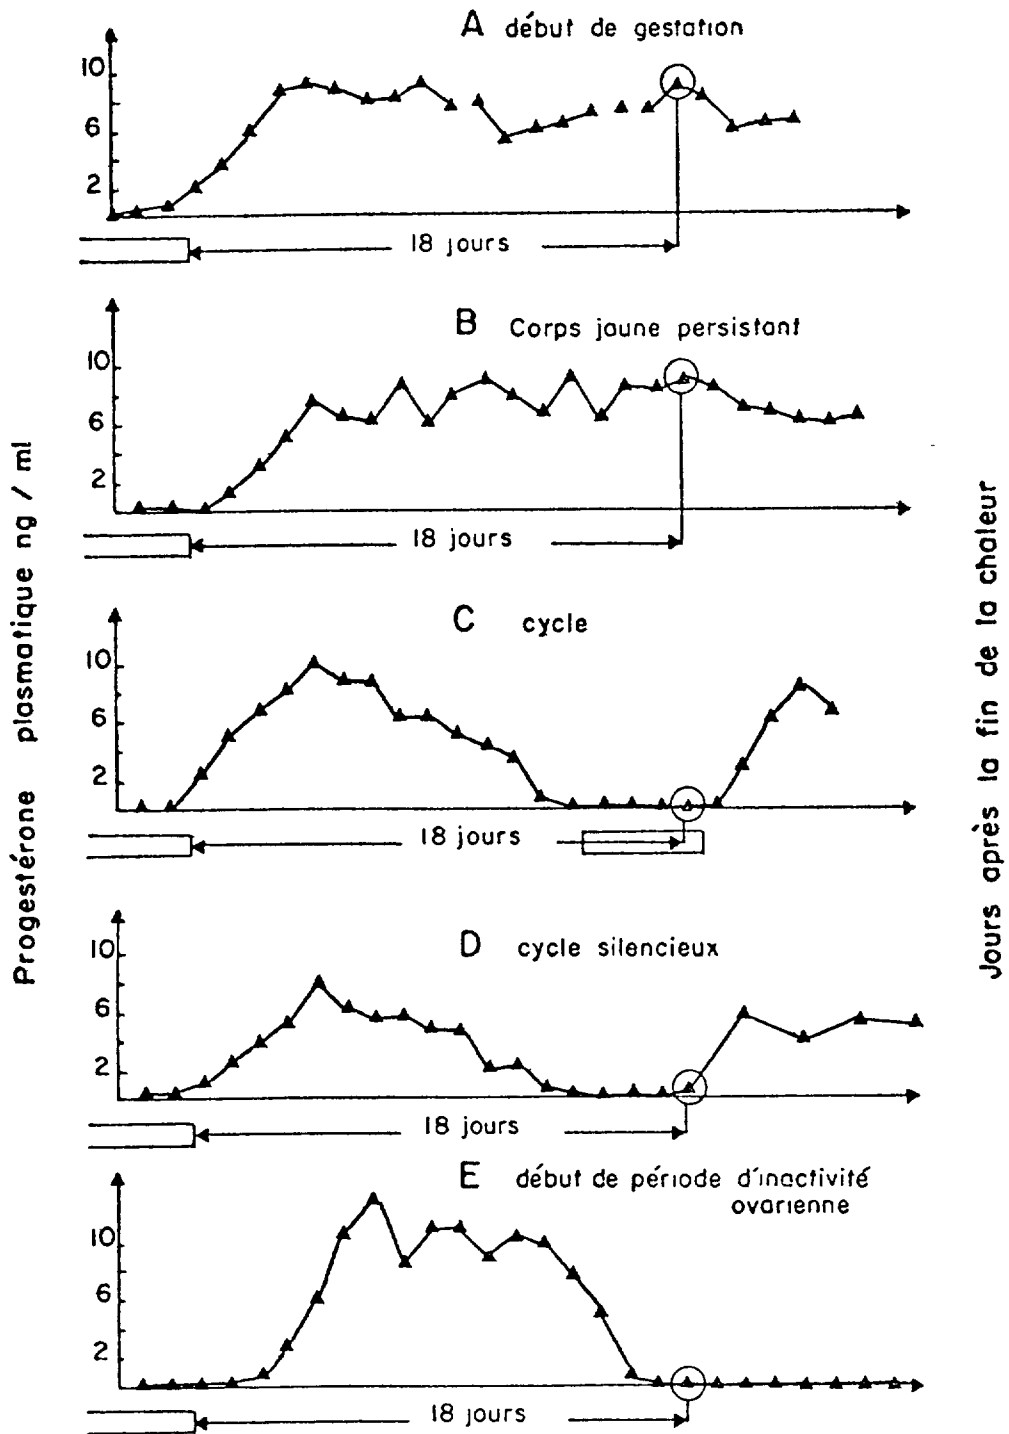 Progestérone plasmatique ng / ml
Jours après la fin de la chaleur
A début de gestation
10
6
2
18 jours
B Corps jaune persistant
10
6
2
18 jours
C cycle
10
6
2
18 jours
D cycle silencieux
10
6
2
18 jours
E début de période d'inactivité
ovarienne
10
6
2
18 jours